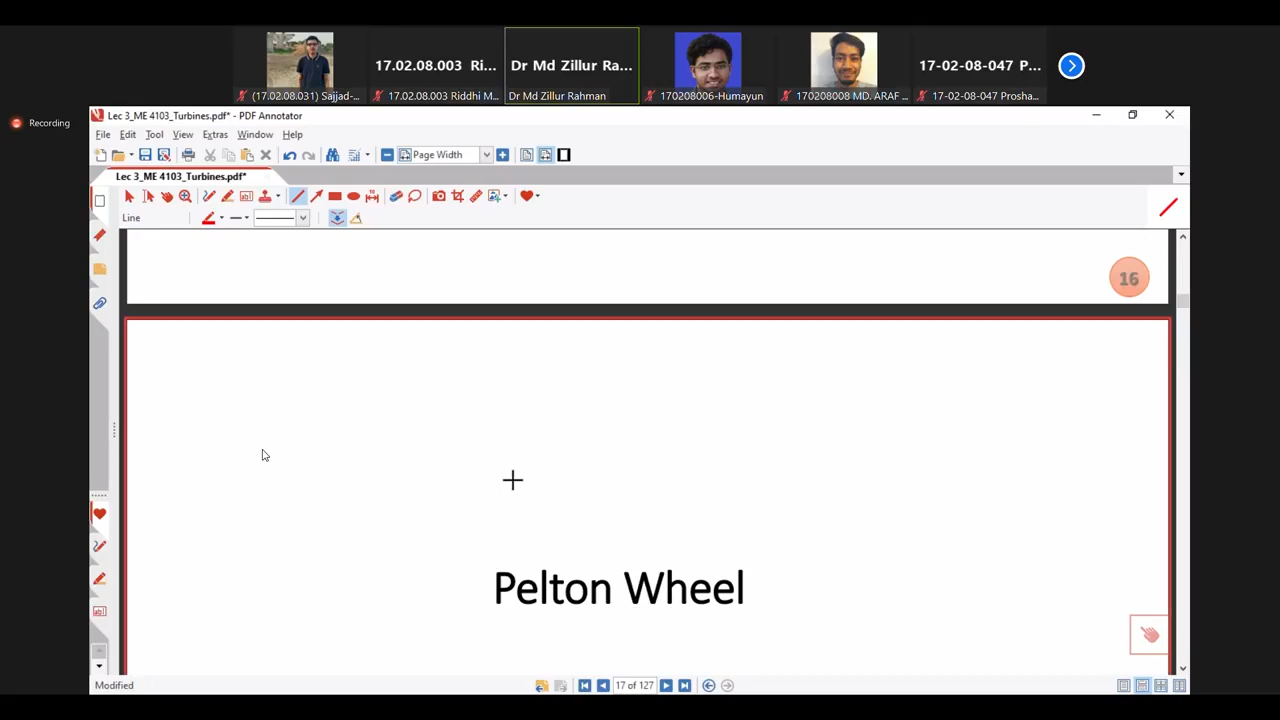 17.02.08.003 Ri...
Dr Md Zillur Ra...
17-02-08-047 P...
(17.02.08.031) Sajjad-...
17.02.08.003 Riddhi M...
Dr Md Zillur Rahman
170208006-Humayun
170208008 MD. ARAF ...
17-02-08-047 Prosha...
Recording
Lec 3_ME 4103_Turbines.pdf* - PDF Annotator
File Edit Tool View Extras Window Help
Page Width
Lec 3_ME 4103_Turbines.pdf*
Line
16
Pelton Wheel
Modified
17 of 127